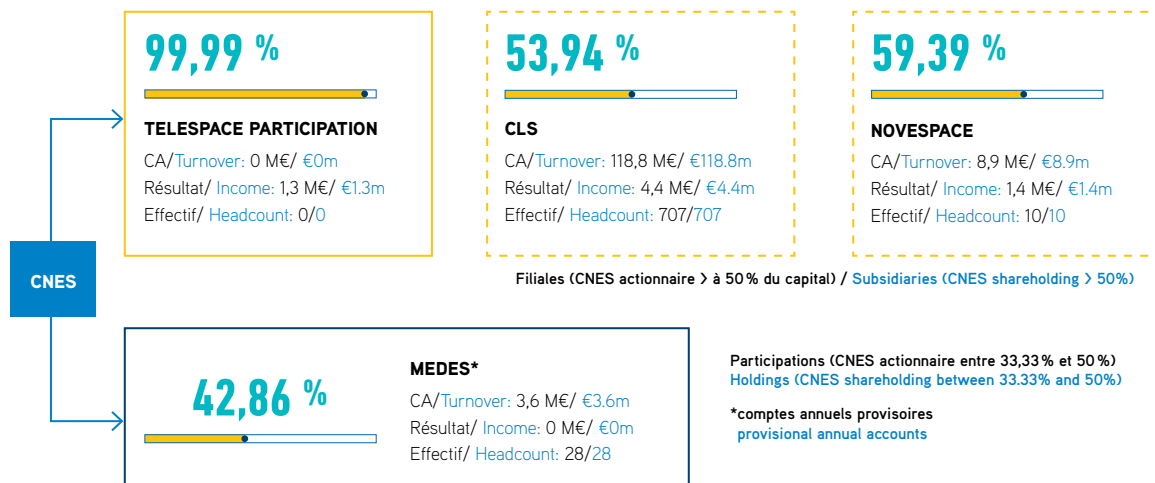 99,99 %
TELESPACE PARTICIPATION
CA/Turnover: 0 M€/ €0m
Résultat/ Income: 1,3 M€/ €1.3m
Effectif/ Headcount: 0/0
53,94 %
CLS
CA/Turnover: 118,8 M€/ €118.8m
Résultat/ Income: 4,4 M€/ €4.4m
Effectif/ Headcount: 707/707
59,39 %
NOVESPACE
CA/Turnover: 8,9 M€/ €8.9m
Résultat/ Income: 1,4 M€/ €1.4m
Effectif/ Headcount: 10/10
CNES
Filiales (CNES actionnaire > à 50 % du capital) / Subsidiaries (CNES shareholding > 50%)
42,86 %
MEDES*
CA/Turnover: 3,6 M€/ €3.6m
Résultat/ Income: 0 M€/ €0m
Effectif/ Headcount: 28/28
Participations (CNES actionnaire entre 33,33 % et 50 %)
Holdings (CNES shareholding between 33.33% and 50%)
*comptes annuels provisoires
provisional annual accounts